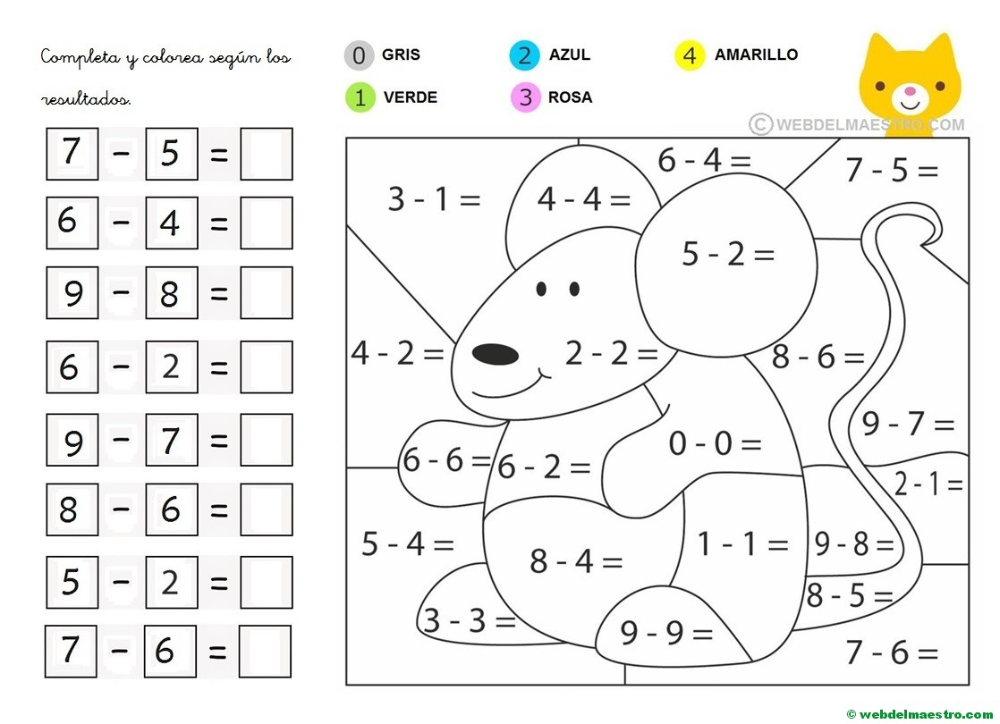 Completa y colorea según los
resultados.
0 GRIS
2 AZUL
4 AMARILLO
1 VERDE
3 ROSA
© WEBDELMAESTRO.COM
7 - 5 =
6 - 4 =
9 - 8 =
6 - 2 =
9 - 7 =
8 - 6 =
5 - 2 =
7 - 6 =
6 - 4 =
7 - 5 =
3 - 1 =
4 - 4 =
5 - 2 =
4 - 2 =
2 - 2 =
8 - 6 =
9 - 7 =
0 - 0 =
6 - 6 =
6 - 2 =
2 - 1 =
5 - 4 =
8 - 4 =
1 - 1 =
9 - 8 =
8 - 5 =
3 - 3 =
9 - 9 =
7 - 6 =
© webdelmaestro.com